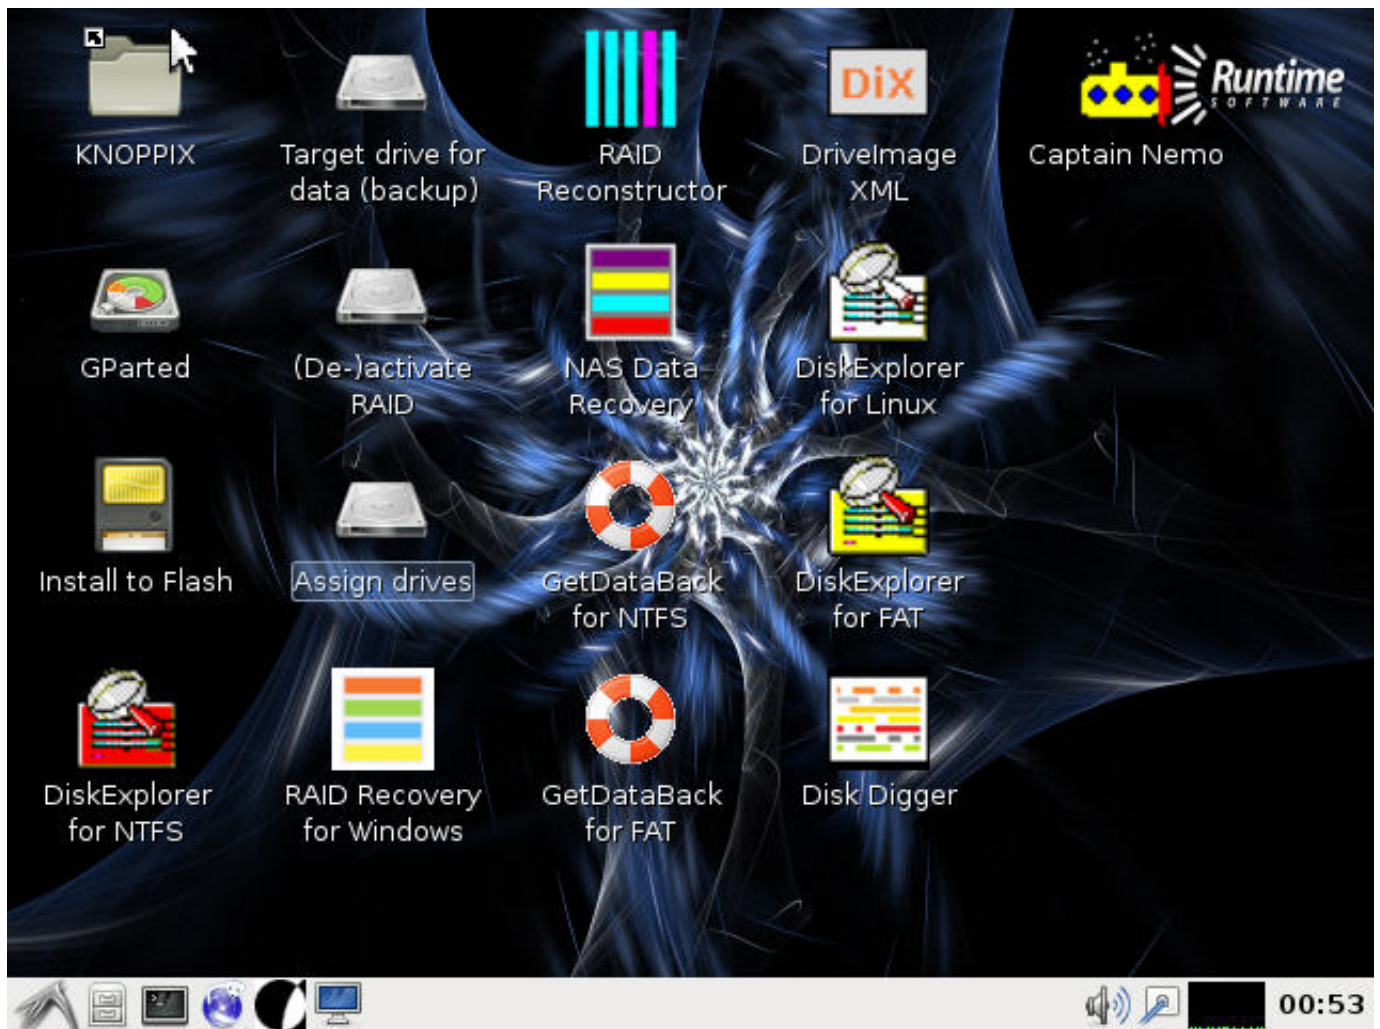 KNOPPIX
Target drive for
data (backup)
RAID
Reconstructor
DiX
DriveImage
XML
Captain Nemo
Runtime
SOFTWARE
GParted
(De-)activate
RAID
NAS Data
Recovery
DiskExplorer
for Linux
Install to Flash
Assign drives
GetDataBack
for NTFS
DiskExplorer
for FAT
DiskExplorer
for NTFS
RAID Recovery
for Windows
GetDataBack
for FAT
Disk Digger
00:53